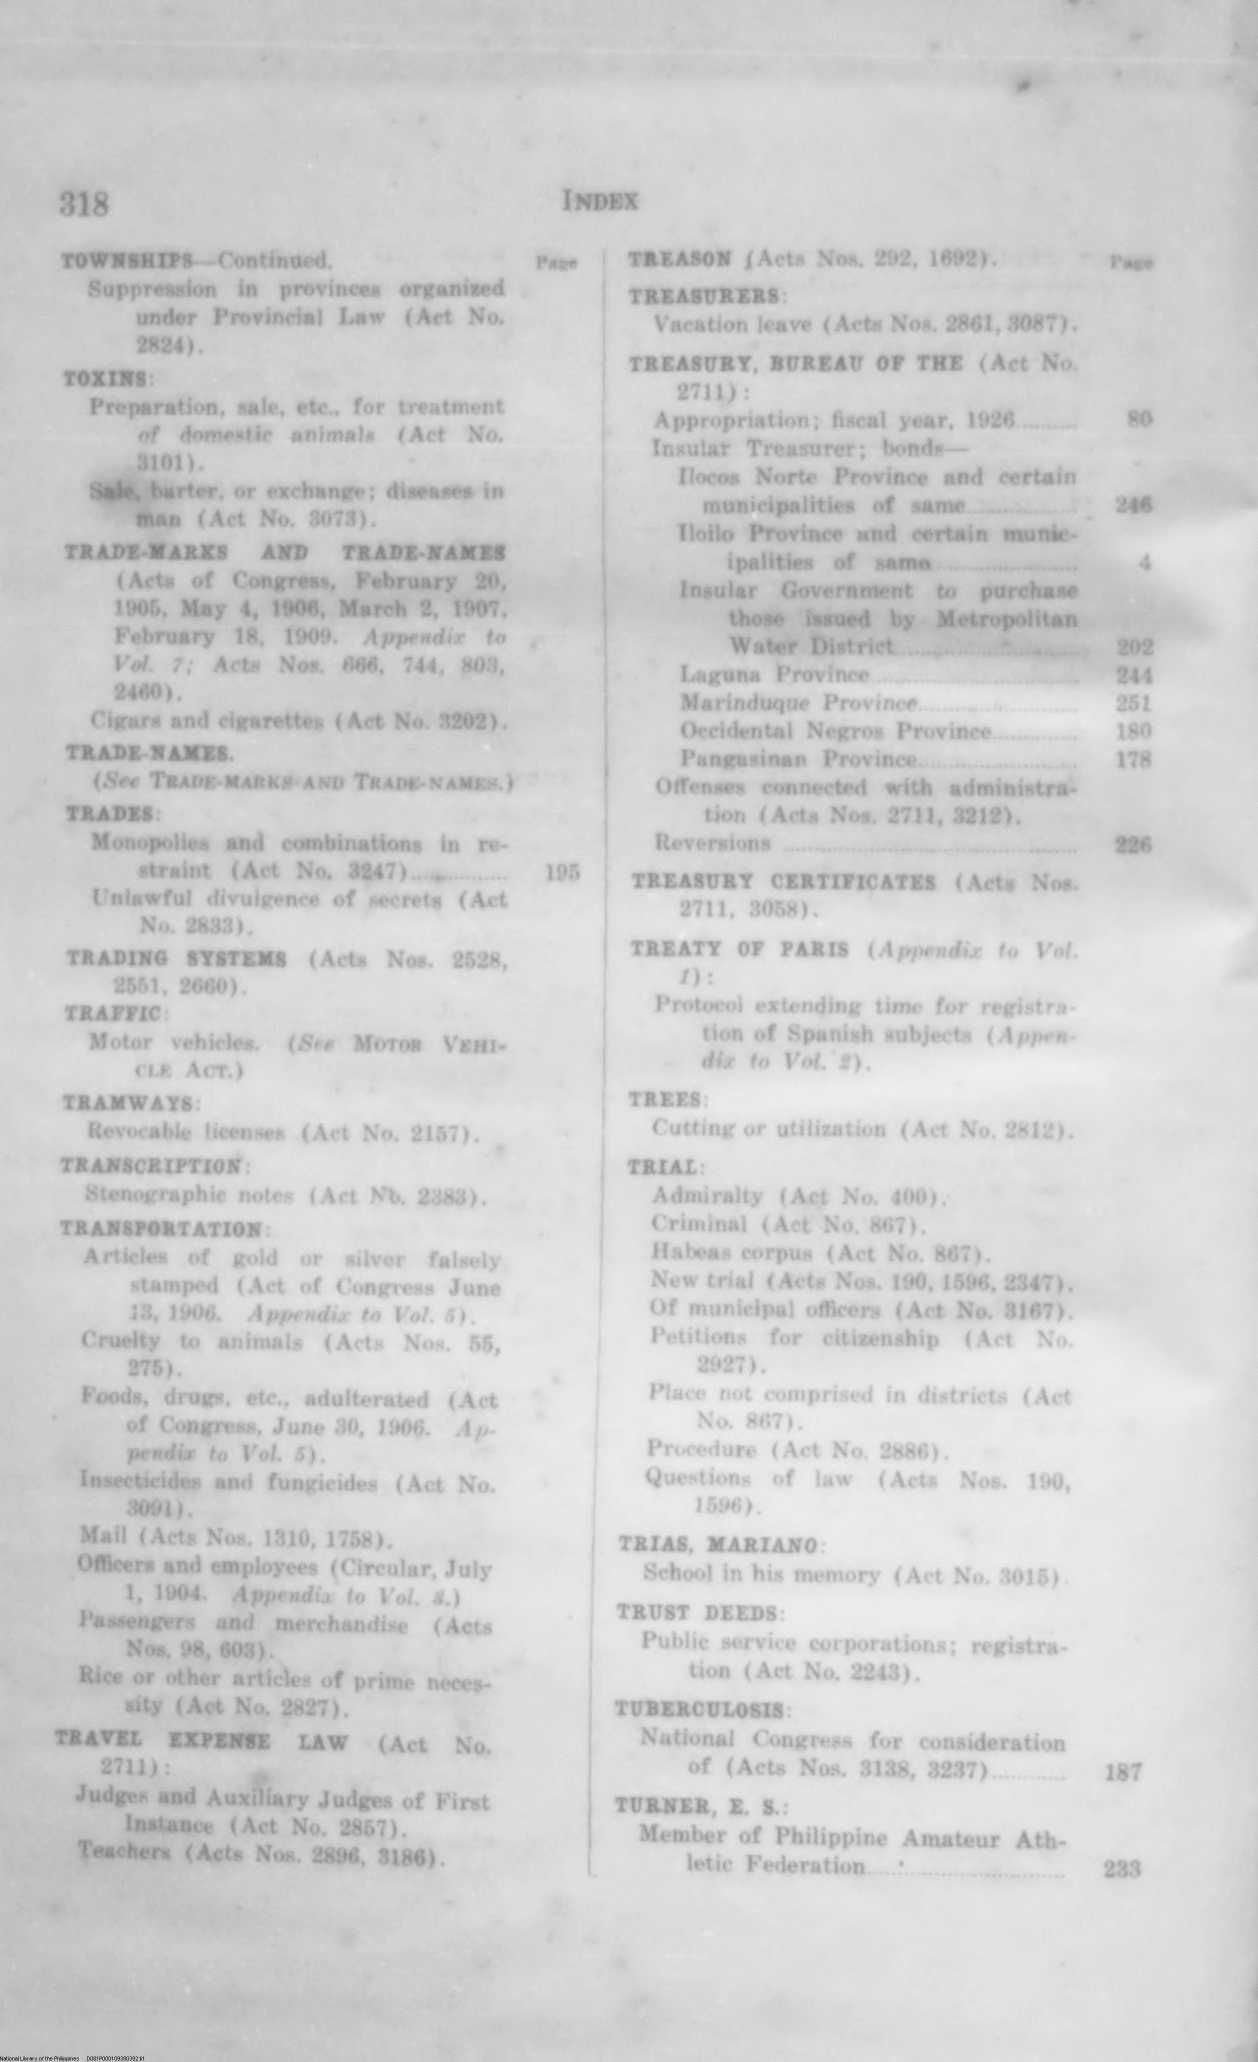 318
INDEX
TOWNSHIPS—Continued.
Page
Suppression in provinces organized
under Provincial Law (Act No.
2824).
TOXINS:
Preparation, sale, etc., for treatment
of domestic animals (Act No.
3101).
Sale, barter, or exchange; diseases in
man (Act No. 3073).
TRADE-MARKS AND TRADE-NAMES
(Acts of Congress, February 20,
1905, May 4, 1906, March 2, 1907,
February 18, 1909. Appendix to
Vol. 7; Acts Nos. 666, 744, 803,
2460).
Cigars and cigarettes (Act No. 3202).
TRADE-NAMES.
(See TRADE-MARKS AND TRADE-NAMES.)
TRADES:
Monopolies and combinations in re-
straint (Act No. 3247).............. 195
Unlawful divulgence of secrets (Act
No. 2833).
TRADING SYSTEMS (Acts Nos. 2528,
2551, 2660).
TRAFFIC:
Motor vehicles. (See MOTOR VEHI-
CLE ACT.)
TRAMWAYS:
Revocable licenses (Act No. 2157).
TRANSCRIPTION:
Stenographic notes (Act No. 2383).
TRANSPORTATION:
Articles of gold or silver falsely
stamped (Act of Congress June
13, 1906. Appendix to Vol. 5).
Cruelty to animals (Acts Nos. 55,
275).
Foods, drugs, etc., adulterated (Act
of Congress, June 30, 1906. Ap-
pendix to Vol. 5).
Insecticides and fungicides (Act No.
3091).
Mail (Acts Nos. 1310, 1758).
Officers and employees (Circular, July
1, 1904. Appendix to Vol. )
Passengers and merchandise (Acts
Nos. 98, 603).
Rice or other articles of prime neces-
sity (Act No. 2827).
TRAVEL EXPENSE LAW (Act No.
2711):
Judges and Auxiliary Judges of First
Instance (Act No. 2857).
Teachers (Acts Nos. 2896, 3186).
TREASON (Acts Nos. 292, 1692).
Page
TREASURERS:
Vacation leave (Acts Nos. 2861, 3087).
TREASURY, BUREAU OF THE (Act No.
2711):
Appropriation; fiscal year, 1926......... 80
Insular Treasurer; bonds—
Ilocos Norte Province and certain
municipalities of same................ 246
Iloilo Province and certain munic-
ipalities of same..................... 4
Insular Government to purchase
those issued by Metropolitan
Water District........................ 202
Laguna Province........................ 244
Marinduque Province.................... 251
Occidental Negros Province............. 180
Pangasinan Province.................... 178
Offenses connected with administra-
tion (Acts Nos. 2711, 3212).
Reversions ............................ 226
TREASURY CERTIFICATES (Acts Nos.
2711, 3058).
TREATY OF PARIS (Appendix to Vol.
1):
Protocol extending time for registra-
tion of Spanish subjects (Appen-
dix to Vol. 2).
TREES:
Cutting or utilization (Act No. 2812).
TRIAL:
Admiralty (Act No. 400).
Criminal (Act No. 867).
Habeas corpus (Act No. 867).
New trial (Acts Nos. 190, 1596, 2347).
Of municipal officers (Act No. 3167).
Petitions for citizenship (Act No.
2927).
Place not comprised in districts (Act
No. 867).
Procedure (Act No. 2886).
Questions of law (Acts Nos. 190,
1596).
TRIAS, MARIANO:
School in his memory (Act No. 3015).
TRUST DEEDS:
Public service corporations; registra-
tion (Act No. 2243).
TUBERCULOSIS:
National Congress for consideration
of (Acts Nos. 3138, 3237)............ 187
TURNER, E. S.:
Member of Philippine Amateur Ath-
letic Federation...................... 233
National Library of the Philippines